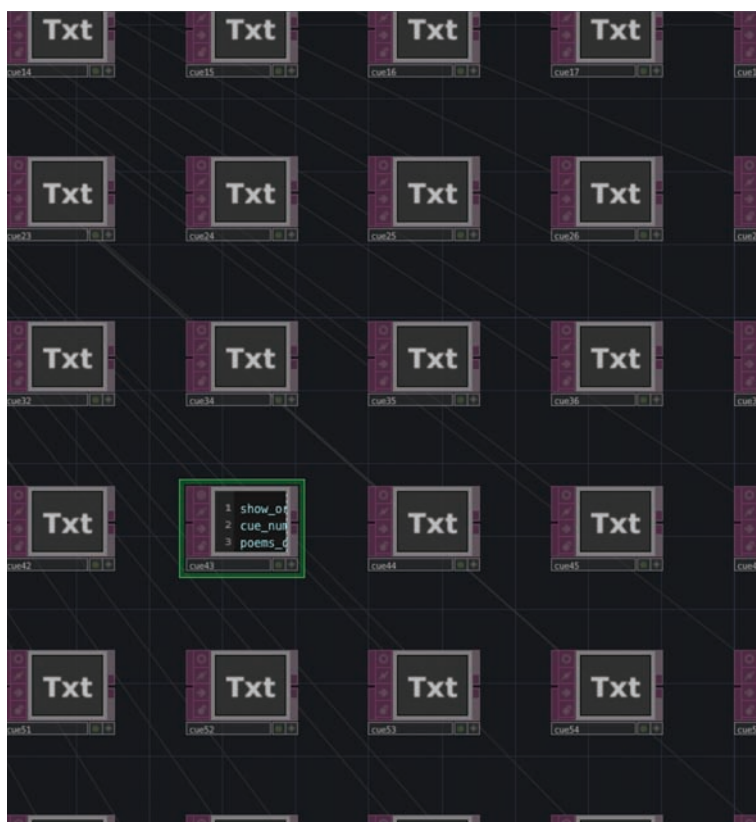 Txt Txt Txt Txt
cue14 cue15 cue16 cue17
Txt Txt Txt Txt
cue23 cue24 cue25 cue26
Txt Txt Txt Txt
cue32 cue34 cue35 cue36
1 show_or
2 cue_num
3 poems_
Txt Txt Txt
cue42 cue43 cue44 cue45
Txt Txt Txt Txt
cue51 cue52 cue53 cue54